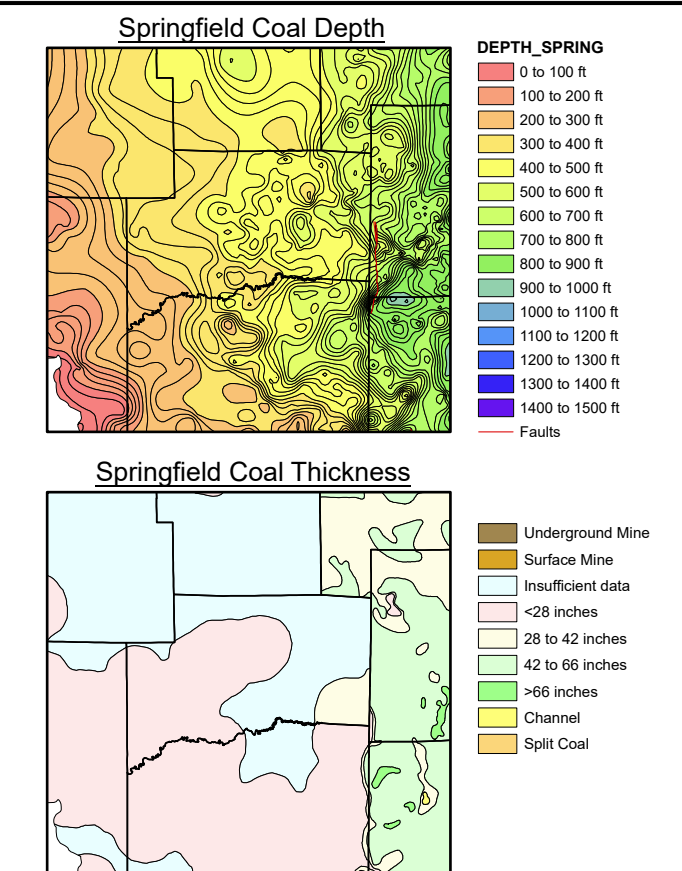 Springfield Coal Depth
DEPTH_SPRING
0 to 100 ft
100 to 200 ft
200 to 300 ft
300 to 400 ft
400 to 500 ft
500 to 600 ft
600 to 700 ft
700 to 800 ft
800 to 900 ft
900 to 1000 ft
1000 to 1100 ft
1100 to 1200 ft
1200 to 1300 ft
1300 to 1400 ft
1400 to 1500 ft
Faults
Springfield Coal Thickness
Underground Mine
Surface Mine
Insufficient data
<28 inches
28 to 42 inches
42 to 66 inches
>66 inches
Channel
Split Coal